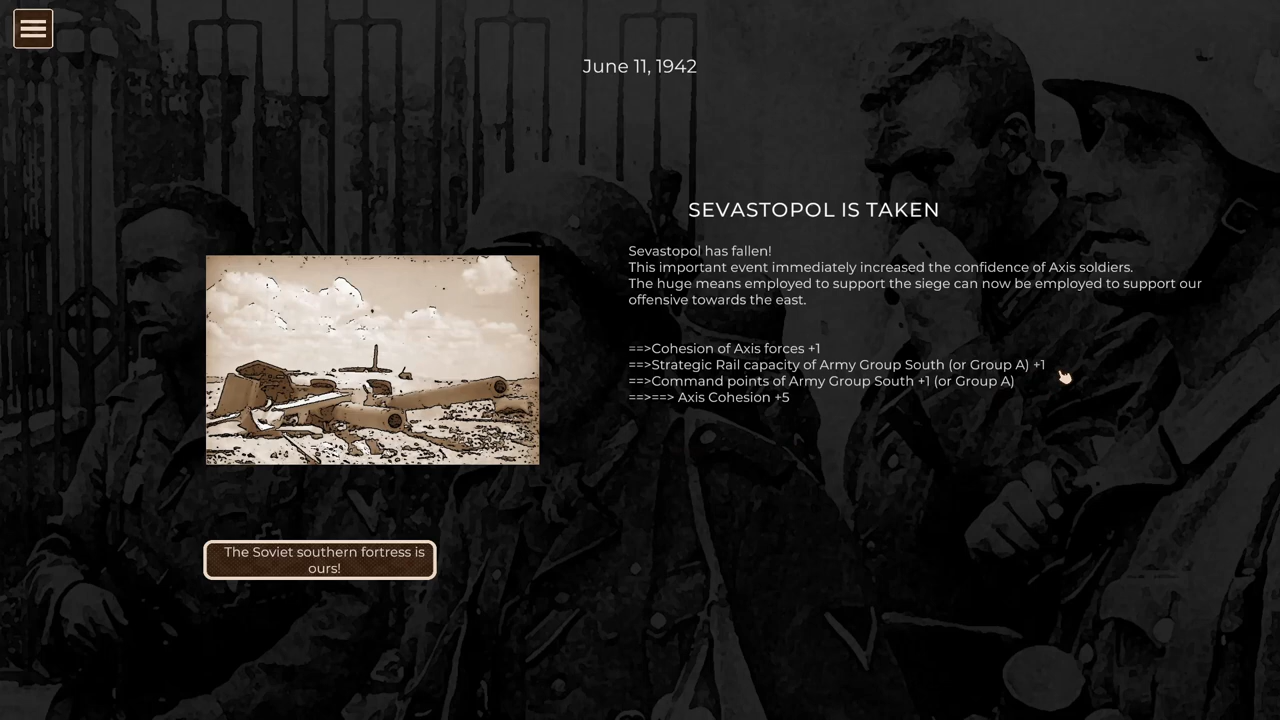 June 11, 1942
SEVASTOPOL IS TAKEN
Sevastopol has fallen!
This important event immediately increased the confidence of Axis soldiers.
The huge means employed to support the siege can now be employed to support our
offensive towards the east.
==>Cohesion of Axis forces +1
==>Strategic Rail capacity of Army Group South (or Group A) +1
==>Command points of Army Group South +1 (or Group A)
==>==> Axis Cohesion +5
The Soviet southern fortress is
ours!